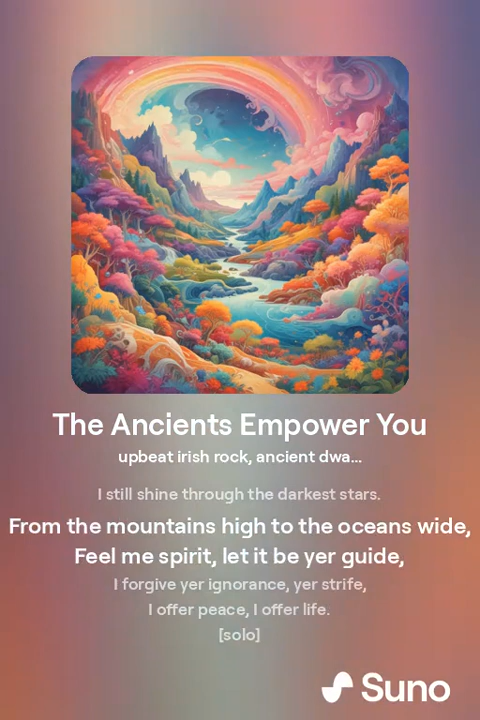 The Ancients Empower You
upbeat irish rock, ancient dwa...
I still shine through the darkest stars.
From the mountains high to the oceans wide,
Feel me spirit, let it be yer guide,
I forgive yer ignorance, yer strife,
I offer peace, I offer life.
[solo]
Suno